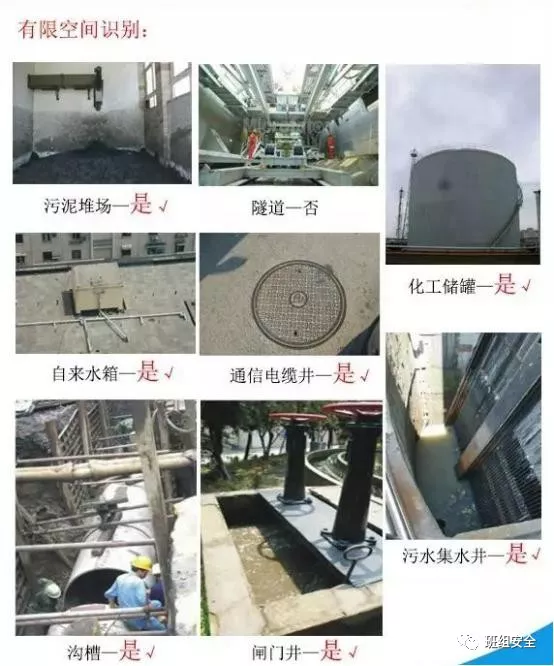 有限空间识别:
污泥堆场—是√
隧道—否
化工储罐—是√
自来水箱—是√
通信电缆井—是√
污水集水井—是√
沟槽—是√
闸门井—是√
班组安全